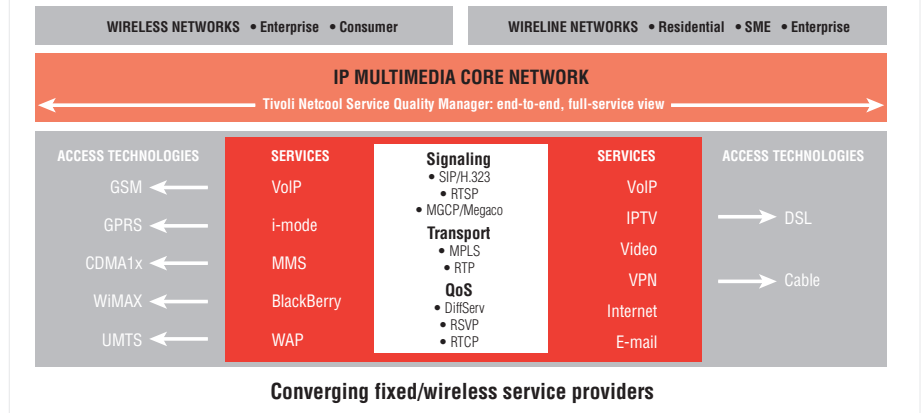 WIRELESS NETWORKS • Enterprise • Consumer
WIRELINE NETWORKS • Residential • SME • Enterprise
IP MULTIMEDIA CORE NETWORK
Tivoli Netcool Service Quality Manager: end-to-end, full-service view
ACCESS TECHNOLOGIES
GSM
GPRS
CDMA1x
WiMAX
UMTS
SERVICES
VoIP
i-mode
MMS
BlackBerry
WAP
Signaling
• SIP/H.323
• RTSP
• MGCP/Megaco
Transport
• MPLS
• RTP
QoS
• DiffServ
• RSVP
• RTCP
SERVICES
VoIP
IPTV
Video
VPN
Internet
E-mail
ACCESS TECHNOLOGIES
DSL
Cable
Converging fixed/wireless service providers